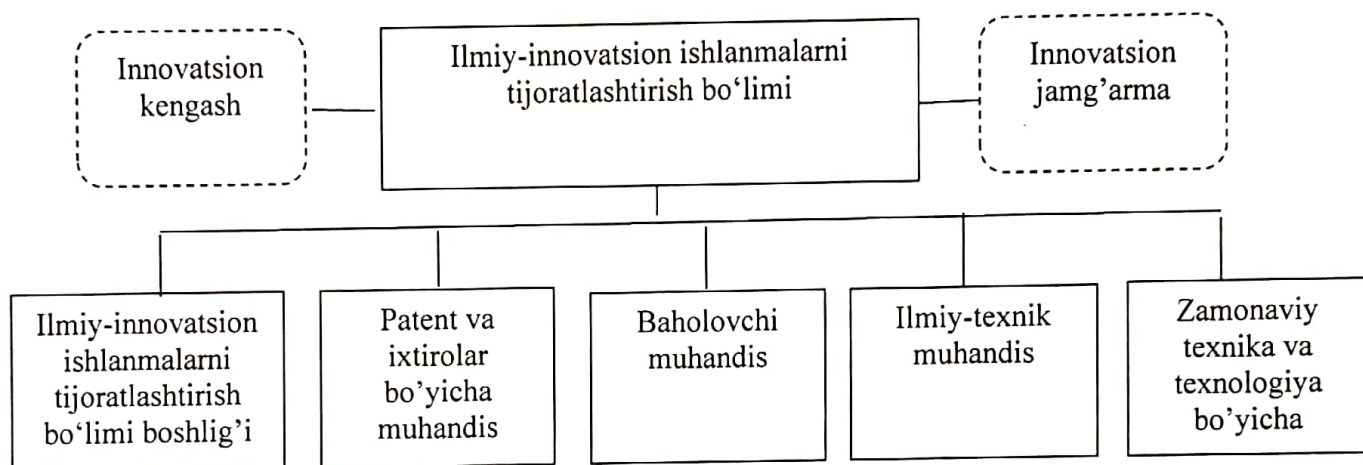 Innovatsion
kengash
Ilmiy-innovatsion ishlanmalarni
tijoratlashtirish bo‘limi
Innovatsion
jamg’arma
Ilmiy-innovatsion
ishlanmalarni
tijoratlashtirish
bo‘limi boshlig’i
Patent va
ixtirolar
bo’yicha
muhandis
Baholovchi
muhandis
Ilmiy-texnik
muhandis
Zamonaviy
texnika va
texnologiya
bo’yicha